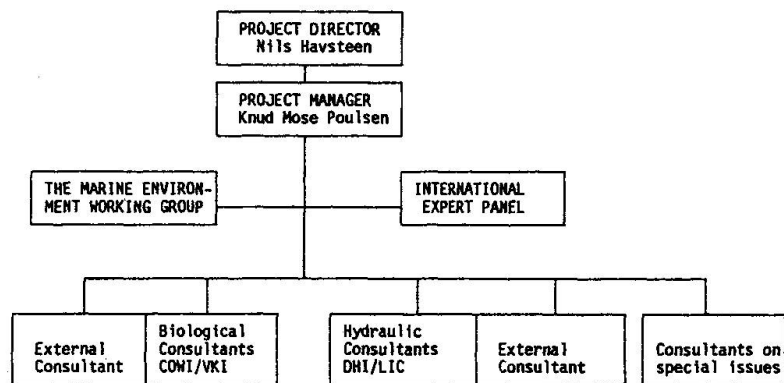 PROJECT DIRECTOR
Nils Havsteen
PROJECT MANAGER
Knud Mose Poulsen
THE MARINE ENVIRON-
MENT WORKING GROUP
INTERNATIONAL
EXPERT PANEL
External
Consultant
Biological
Consultants
COWI/VKI
Hydraulic
Consultants
DHI/LIC
External
Consultant
Consultants on
special issues